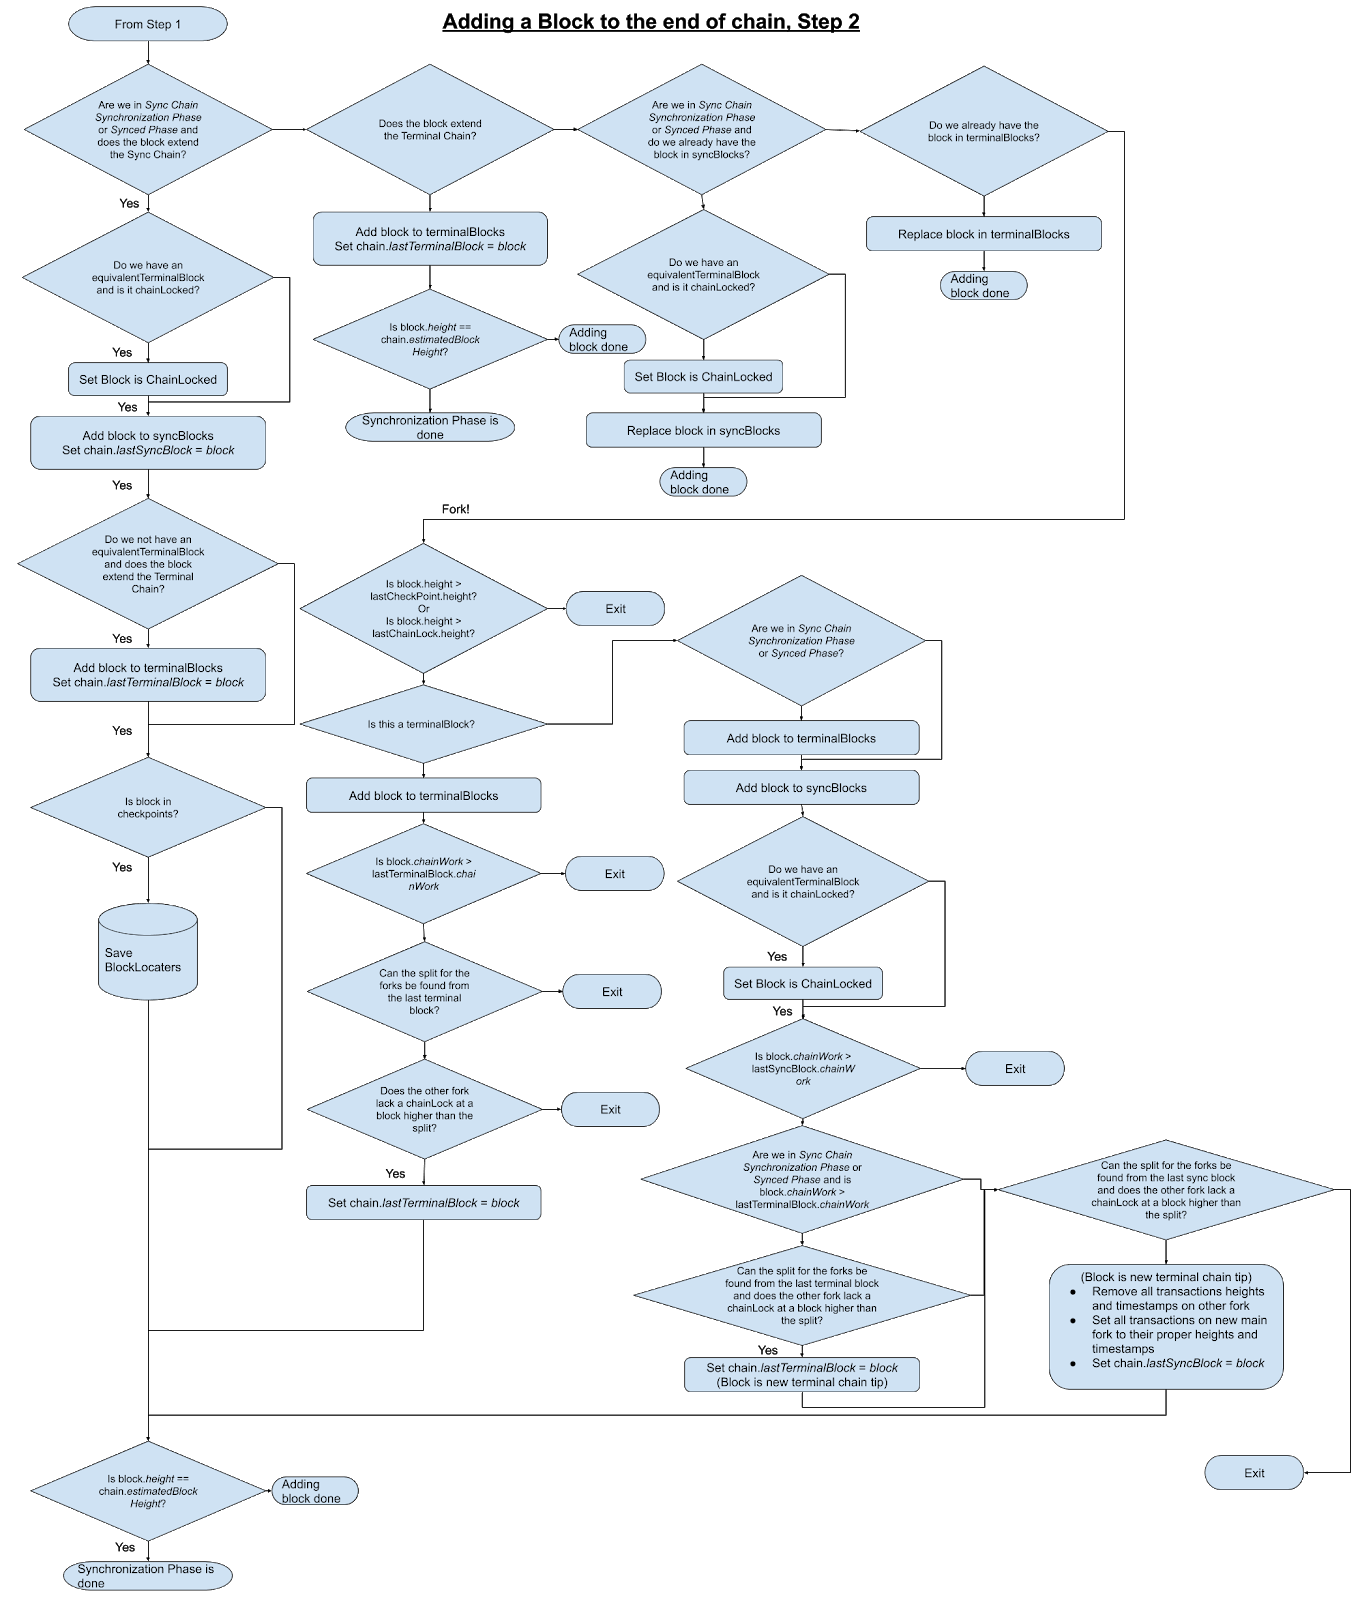 Adding a Block to the end of chain, Step 2
From Step 1
Are we in Sync Chain
Synchronization Phase
or Synced Phase and
does the block extend
the Sync Chain?
Does the block extend
the Terminal Chain?
Are we in Sync Chain
Synchronization Phase
or Synced Phase and
do we already have the
block in syncBlocks?
Do we already have the
block in terminalBlocks?
Yes
Do we have an
equivalentTerminalBlock
and is it chainLocked?
Yes
Set Block is ChainLocked
Yes
Add block to syncBlocks
Set chain.lastSyncBlock = block
Yes
Do we not have an
equivalentTerminalBlock
and does the block
extend the Terminal
Chain?
Yes
Add block to terminalBlocks
Set chain.lastTerminalBlock = block
Yes
Is block in
checkpoints?
Yes
Save
BlockLocaters
Add block to terminalBlocks
Set chain.lastTerminalBlock = block
Is block.height ==
chain.estimatedBlock
Height?
Adding
block done
Synchronization Phase is
done
Do we have an
equivalentTerminalBlock
and is it chainLocked?
Set Block is ChainLocked
Replace block in syncBlocks
Adding
block done
Replace block in terminalBlocks
Adding
block done
Fork!
Is block.height >
lastCheckPoint.height?
Or
Is block.height >
lastChainLock.height?
Exit
Is this a terminalBlock?
Add block to terminalBlocks
Is block.chainWork >
lastTerminalBlock.chai
nWork
Exit
Can the split for the
forks be found from
the last terminal
block?
Exit
Does the other fork
lack a chainLock at a
block higher than the
split?
Exit
Yes
Set chain.lastTerminalBlock = block
Are we in Sync Chain
Synchronization Phase
or Synced Phase?
Add block to terminalBlocks
Add block to syncBlocks
Do we have an
equivalentTerminalBlock
and is it chainLocked?
Yes
Set Block is ChainLocked
Yes
Is block.chainWork >
lastSyncBlock.chainW
ork
Exit
Are we in Sync Chain
Synchronization Phase or
Synced Phase and is
block.chainWork >
lastTerminalBlock.chainWork
Can the split for the forks be
found from the last terminal block
and does the other fork lack a
chainLock at a block higher than
the split?
Yes
Set chain.lastTerminalBlock = block
(Block is new terminal chain tip)
Can the split for the forks be
found from the last sync block
and does the other fork lack a
chainLock at a block higher than
the split?
(Block is new terminal chain tip)
● Remove all transactions heights
and timestamps on other fork
● Set all transactions on new main
fork to their proper heights and
timestamps
● Set chain.lastSyncBlock = block
Exit
Is block.height ==
chain.estimatedBlock
Height?
Adding
block done
Yes
Synchronization Phase is
done